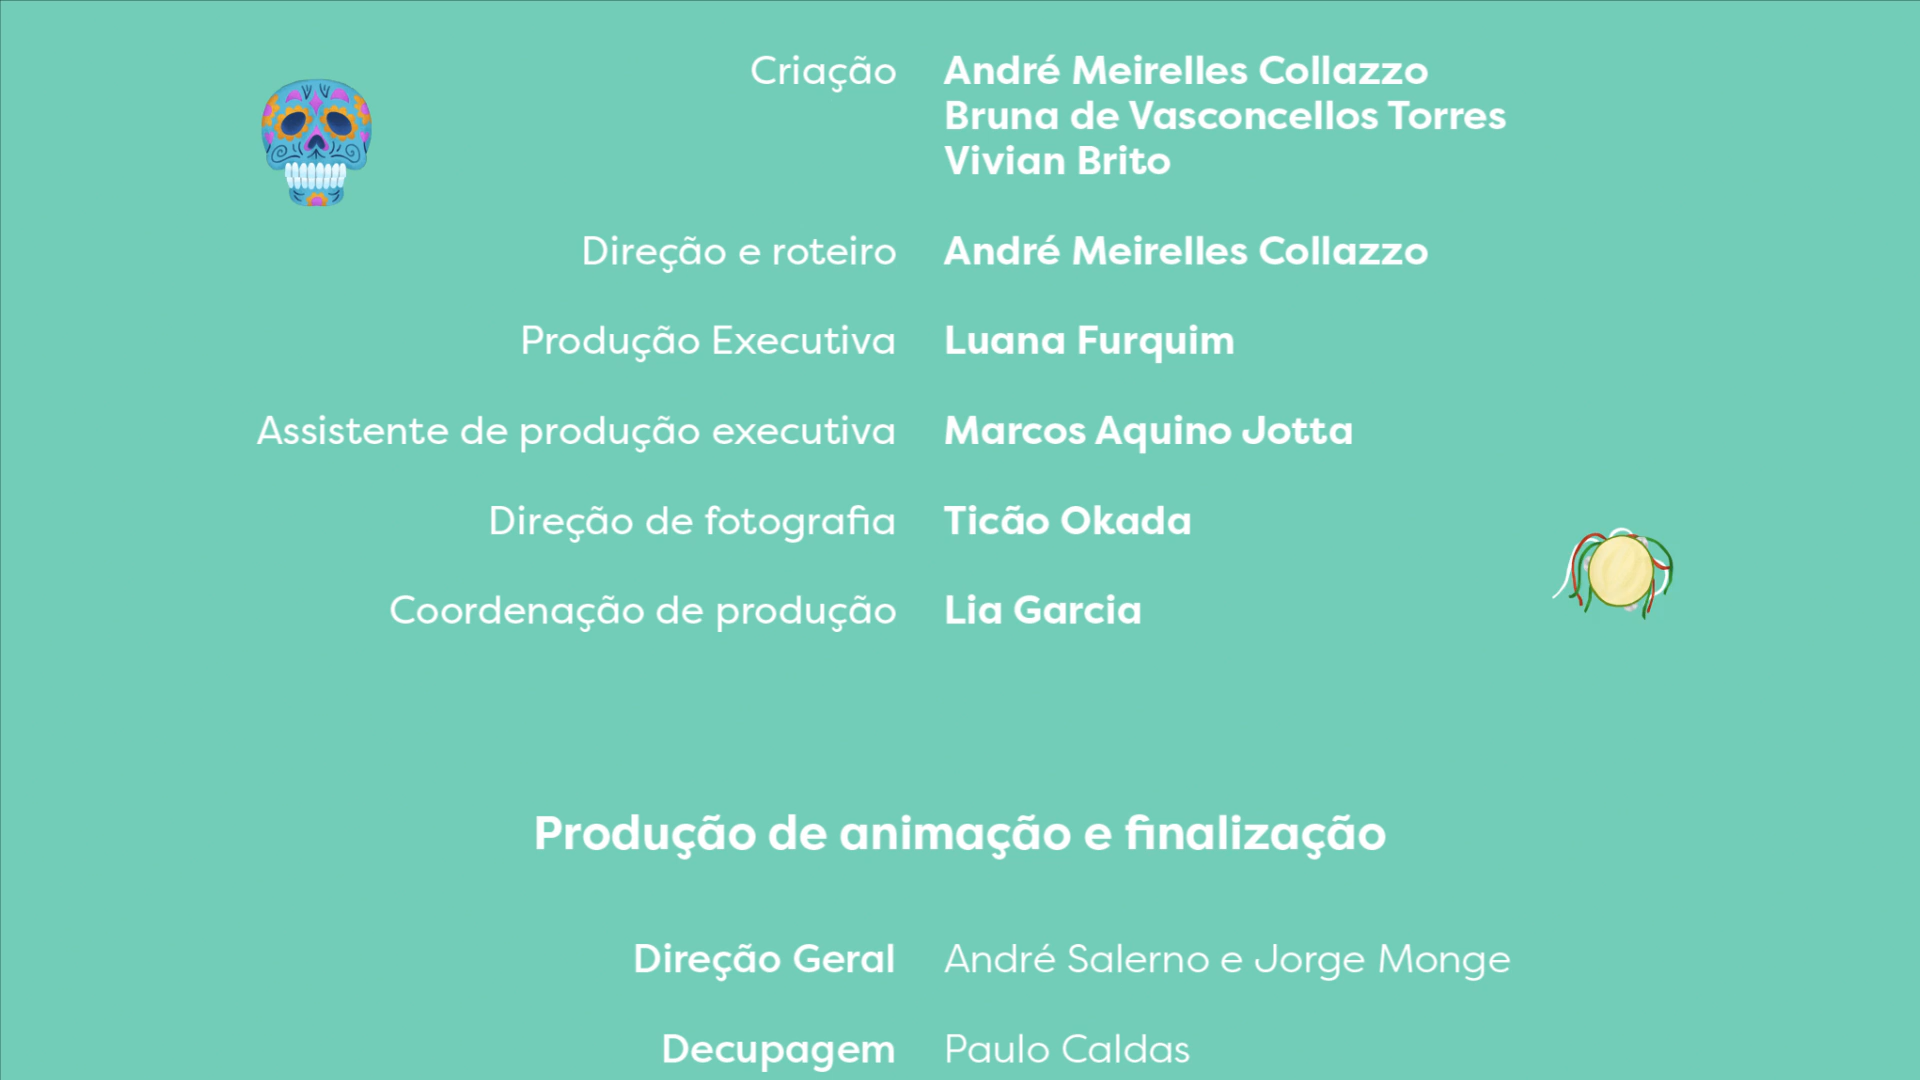 Criação André Meirelles Collazzo
Bruna de Vasconcellos Torres
Vivian Brito
Direção e roteiro André Meirelles Collazzo
Produção Executiva Luana Furquim
Assistente de produção executiva Marcos Aquino Jotta
Direção de fotografia Ticão Okada
Coordenação de produção Lia Garcia
Produção de animação e finalização
Direção Geral André Salerno e Jorge Monge
Decupagem Paulo Caldas